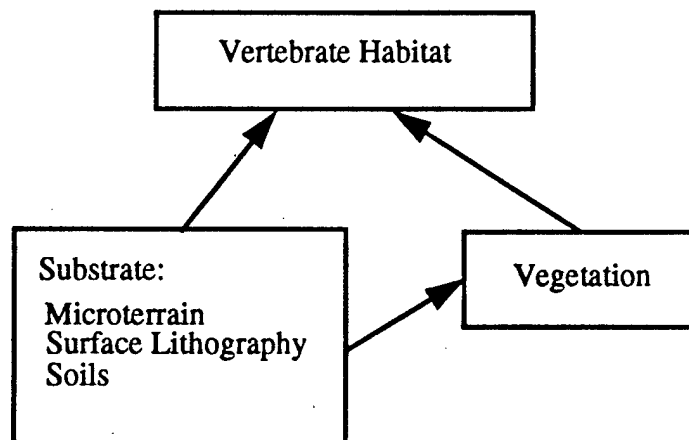 Vertebrate Habitat
Substrate:
Microterrain
Surface Lithography
Soils
Vegetation